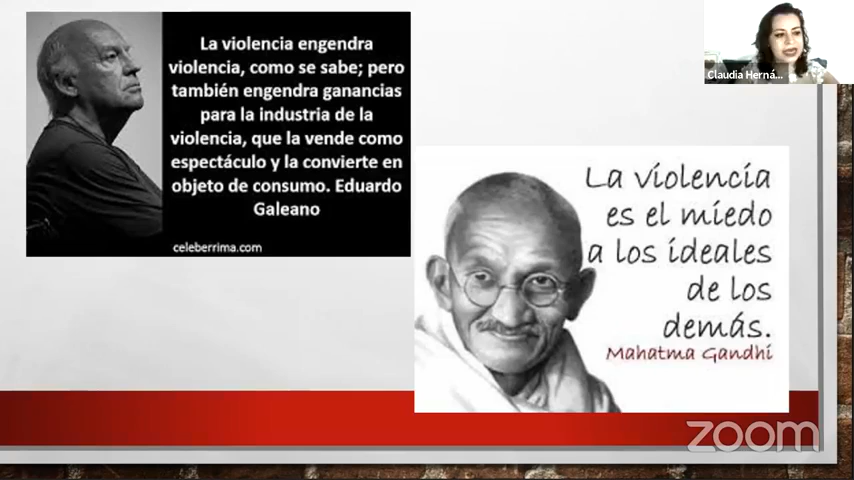 La violencia engendra
violencia, como se sabe; pero
también engendra ganancias
para la industria de la
violencia, que la vende como
espectáculo y la convierte en
objeto de consumo. Eduardo
Galeano
celeberrima.com
Claudia Herná...
La violencia
es el miedo
a los ideales
de los
demás.
Mahatma Gandhi
zoom